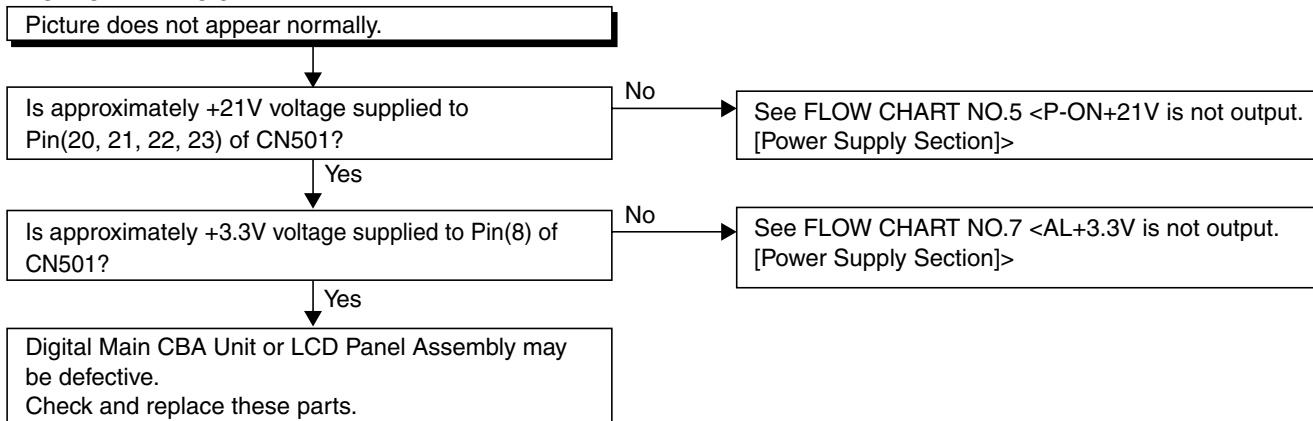 Picture does not appear normally.
Is approximately +21V voltage supplied to
Pin(20, 21, 22, 23) of CN501?
No
See FLOW CHART NO.5 <P-ON+21V is not output.
[Power Supply Section]>
Yes
Is approximately +3.3V voltage supplied to Pin(8) of
CN501?
No
See FLOW CHART NO.7 <AL+3.3V is not output.
[Power Supply Section]>
Yes
Digital Main CBA Unit or LCD Panel Assembly may
be defective.
Check and replace these parts.